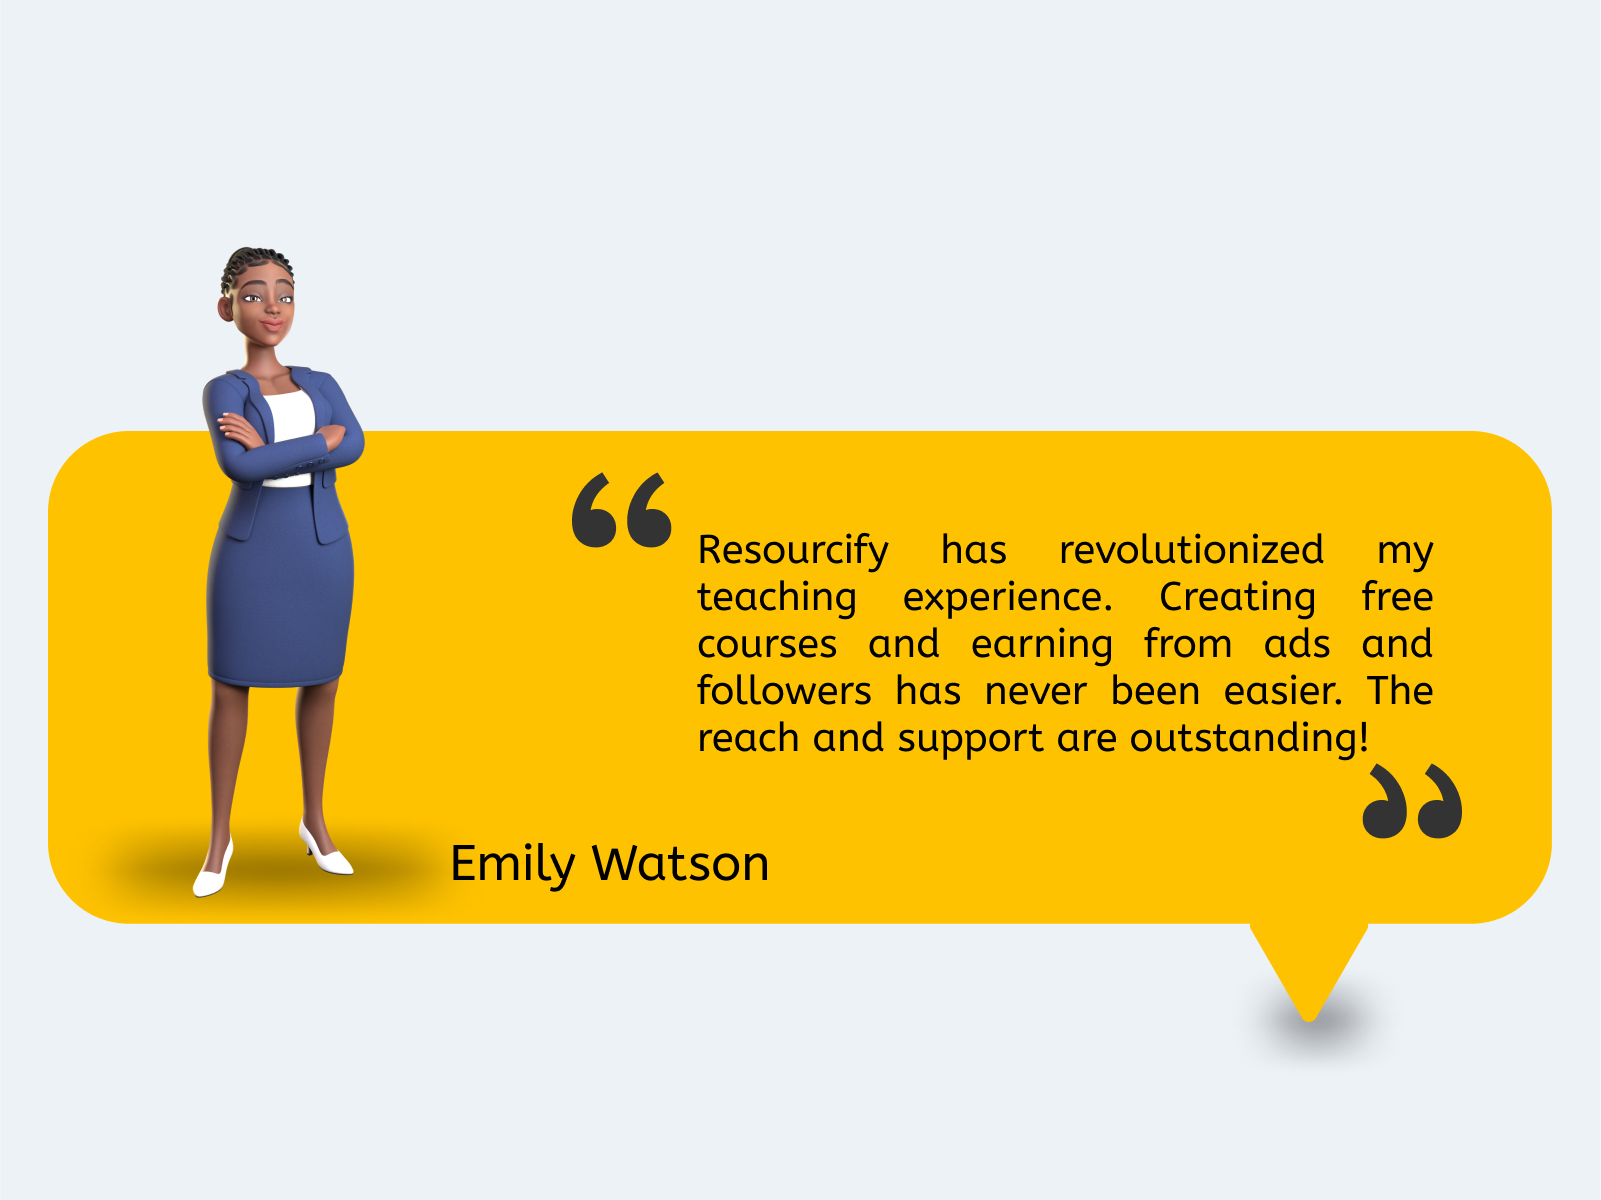 “
Resourcify has revolutionized my
teaching experience. Creating free
courses and earning from ads and
followers has never been easier. The
reach and support are outstanding!
”
Emily Watson